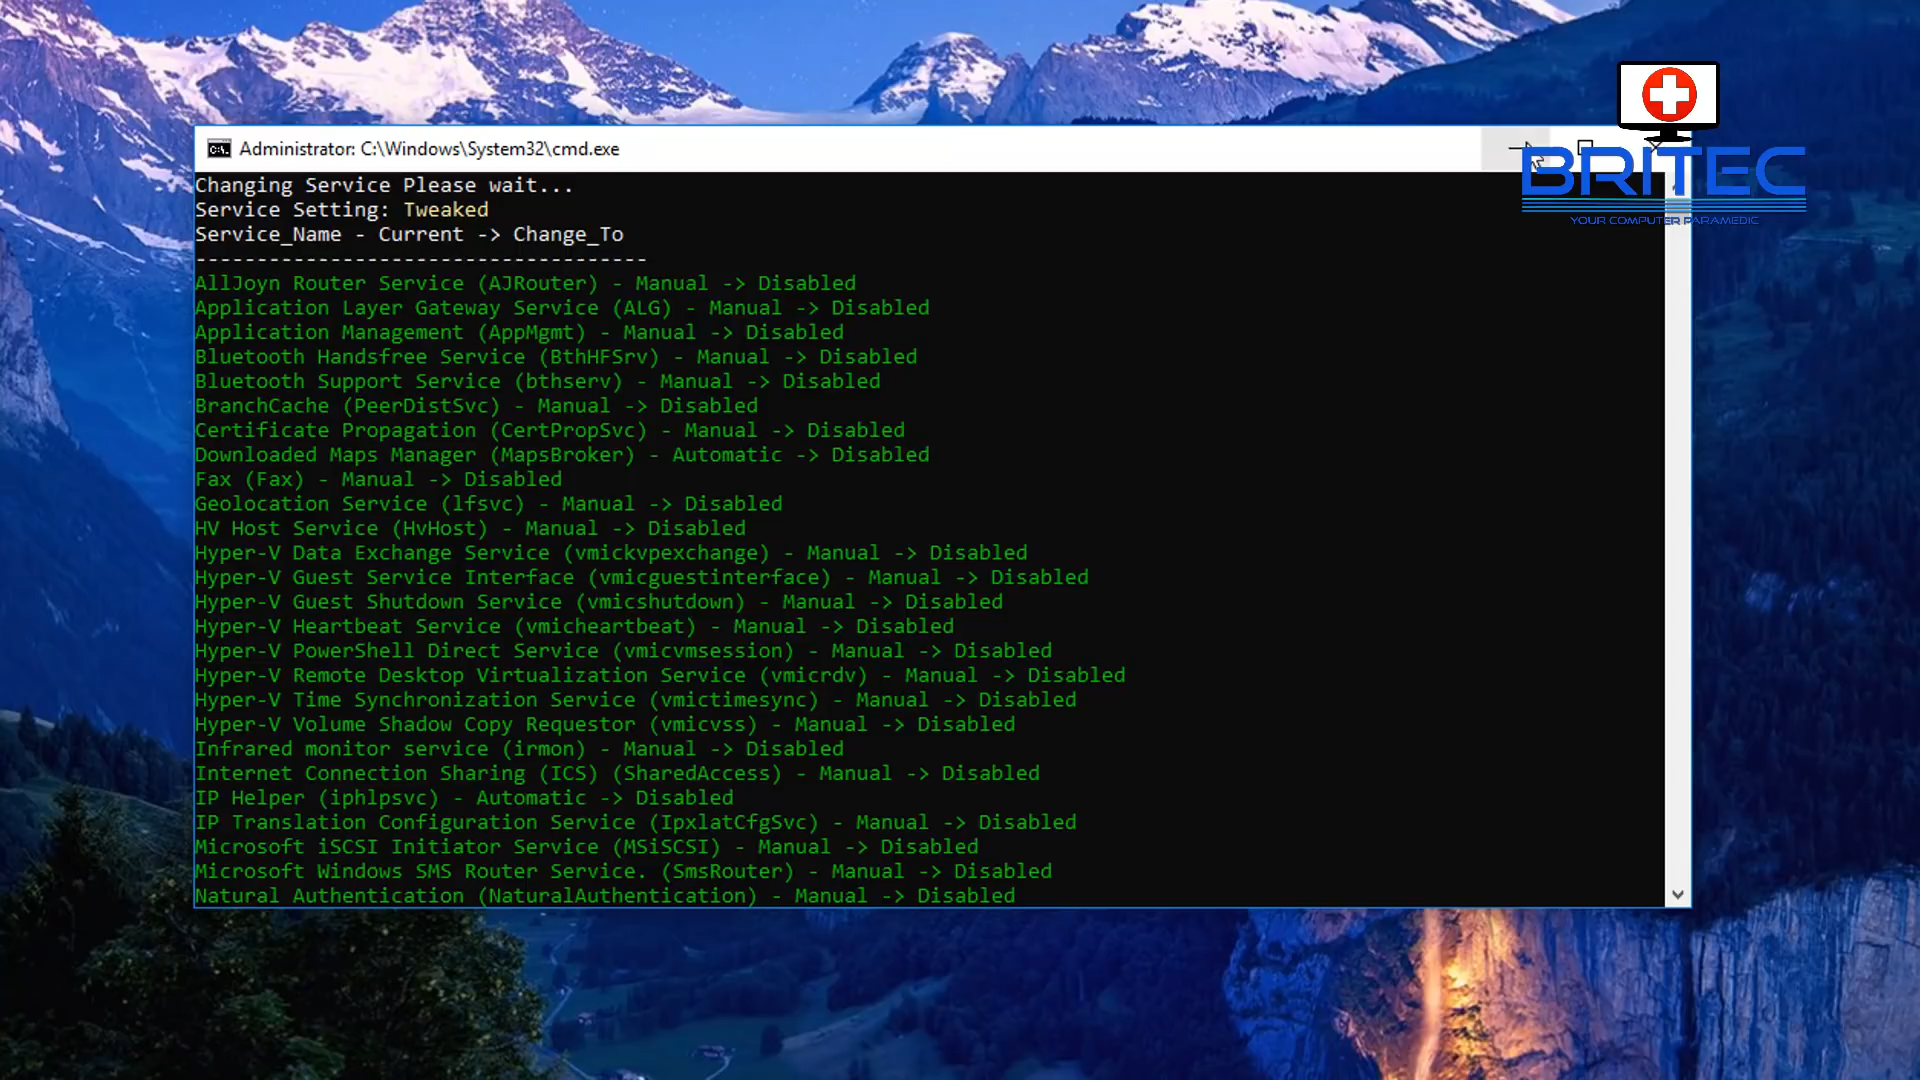 Administrator: C:\Windows\System32\cmd.exe
BRITEC
YOUR COMPUTER PARAMEDIC
Changing Service Please wait...
Service Setting: Tweaked
Service_Name - Current -> Change_To
-------------------------------------
AllJoyn Router Service (AJRouter) - Manual -> Disabled
Application Layer Gateway Service (ALG) - Manual -> Disabled
Application Management (AppMgmt) - Manual -> Disabled
Bluetooth Handsfree Service (BthHFSrv) - Manual -> Disabled
Bluetooth Support Service (bthserv) - Manual -> Disabled
BranchCache (PeerDistSvc) - Manual -> Disabled
Certificate Propagation (CertPropSvc) - Manual -> Disabled
Downloaded Maps Manager (MapsBroker) - Automatic -> Disabled
Fax (Fax) - Manual -> Disabled
Geolocation Service (lfsvc) - Manual -> Disabled
HV Host Service (HvHost) - Manual -> Disabled
Hyper-V Data Exchange Service (vmickvpexchange) - Manual -> Disabled
Hyper-V Guest Service Interface (vmicguestinterface) - Manual -> Disabled
Hyper-V Guest Shutdown Service (vmicshutdown) - Manual -> Disabled
Hyper-V Heartbeat Service (vmicheartbeat) - Manual -> Disabled
Hyper-V PowerShell Direct Service (vmicvmsession) - Manual -> Disabled
Hyper-V Remote Desktop Virtualization Service (vmicrdv) - Manual -> Disabled
Hyper-V Time Synchronization Service (vmictimesync) - Manual -> Disabled
Hyper-V Volume Shadow Copy Requestor (vmicvss) - Manual -> Disabled
Infrared monitor service (irmon) - Manual -> Disabled
Internet Connection Sharing (ICS) (SharedAccess) - Manual -> Disabled
IP Helper (iphlpsvc) - Automatic -> Disabled
IP Translation Configuration Service (IpxlatCfgSvc) - Manual -> Disabled
Microsoft iSCSI Initiator Service (MSiSCSI) - Manual -> Disabled
Microsoft Windows SMS Router Service. (SmsRouter) - Manual -> Disabled
Natural Authentication (NaturalAuthentication) - Manual -> Disabled